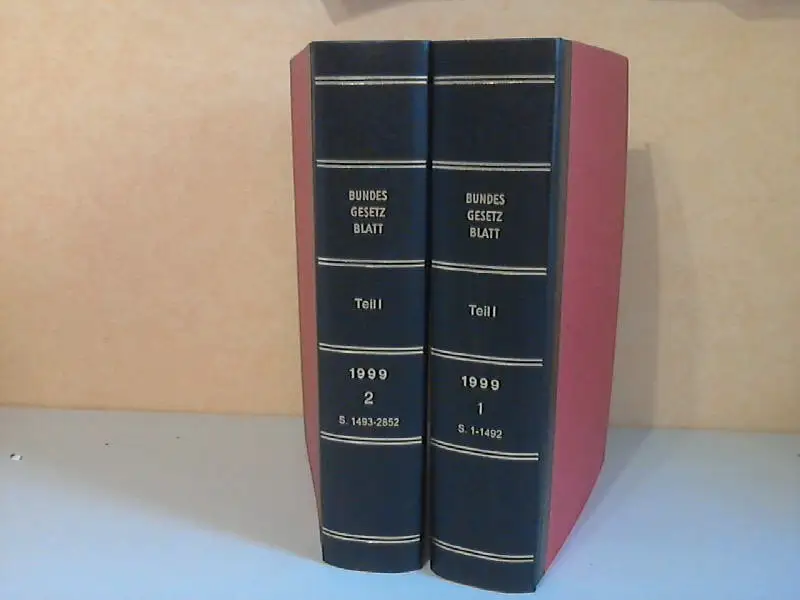 BUNDES
GESETZ
BLATT
Teil I
1999
2
S. 1493-2852
BUNDES
GESETZ
BLATT
Teil I
1999
1
S. 1-1492